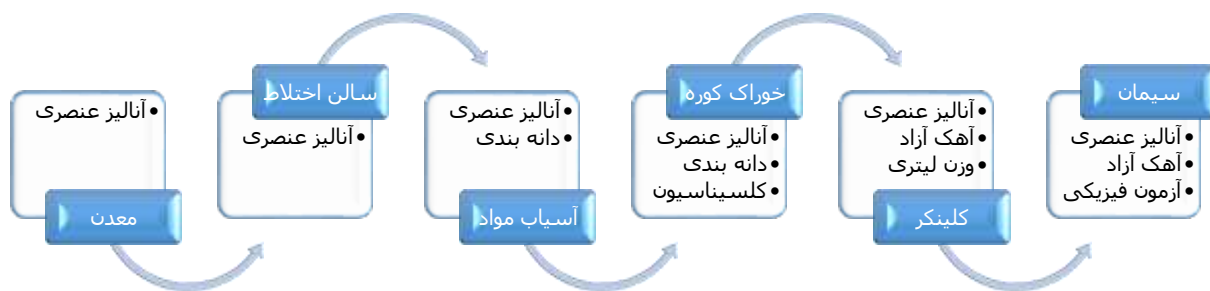 • آنالیز عنصری
معدن
سالن اختلاط
• آنالیز عنصری
• آنالیز عنصری
• دانه بندی
آسیاب مواد
خوراک کوره
• آنالیز عنصری
• دانه بندی
• کلسیناسیون
• آنالیز عنصری
• آهک آزاد
• وزن لیتری
کلینکر
سیمان
• آنالیز عنصری
• آهک آزاد
• آزمون فیزیکی